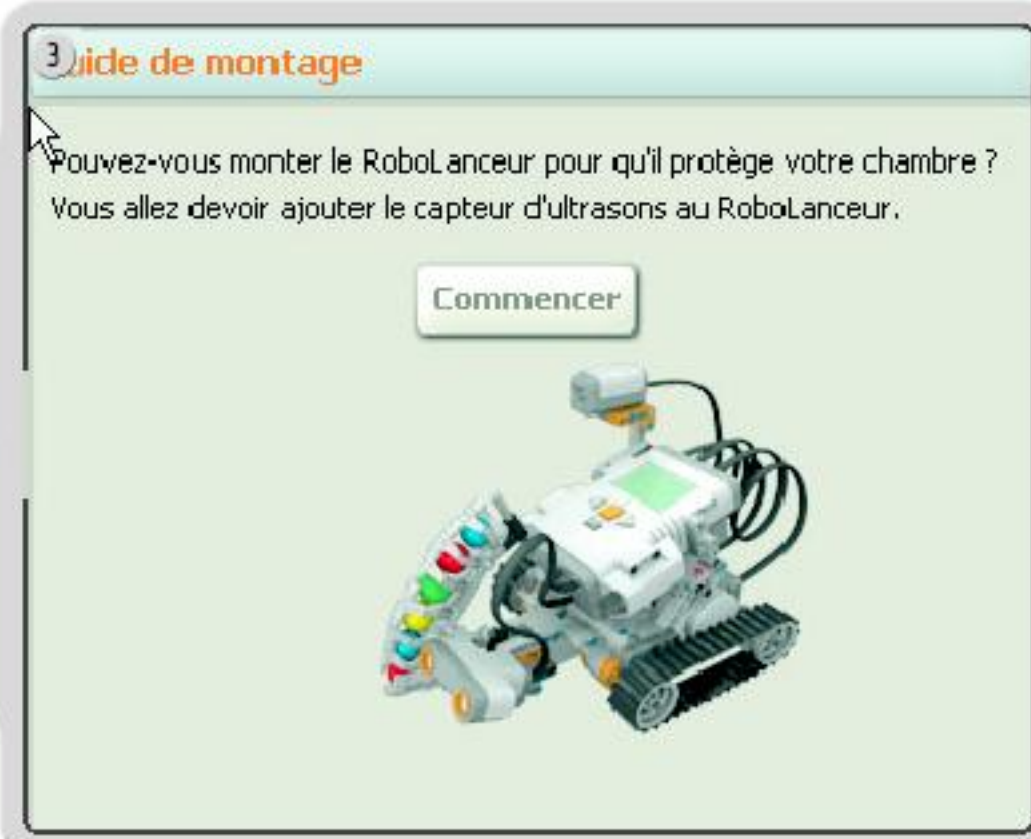 3
uide de montage
Pouvez-vous monter le RoboLanceur pour qu'il protège votre chambre ?
Vous allez devoir ajouter le capteur d'ultrasons au RoboLanceur.
Commencer